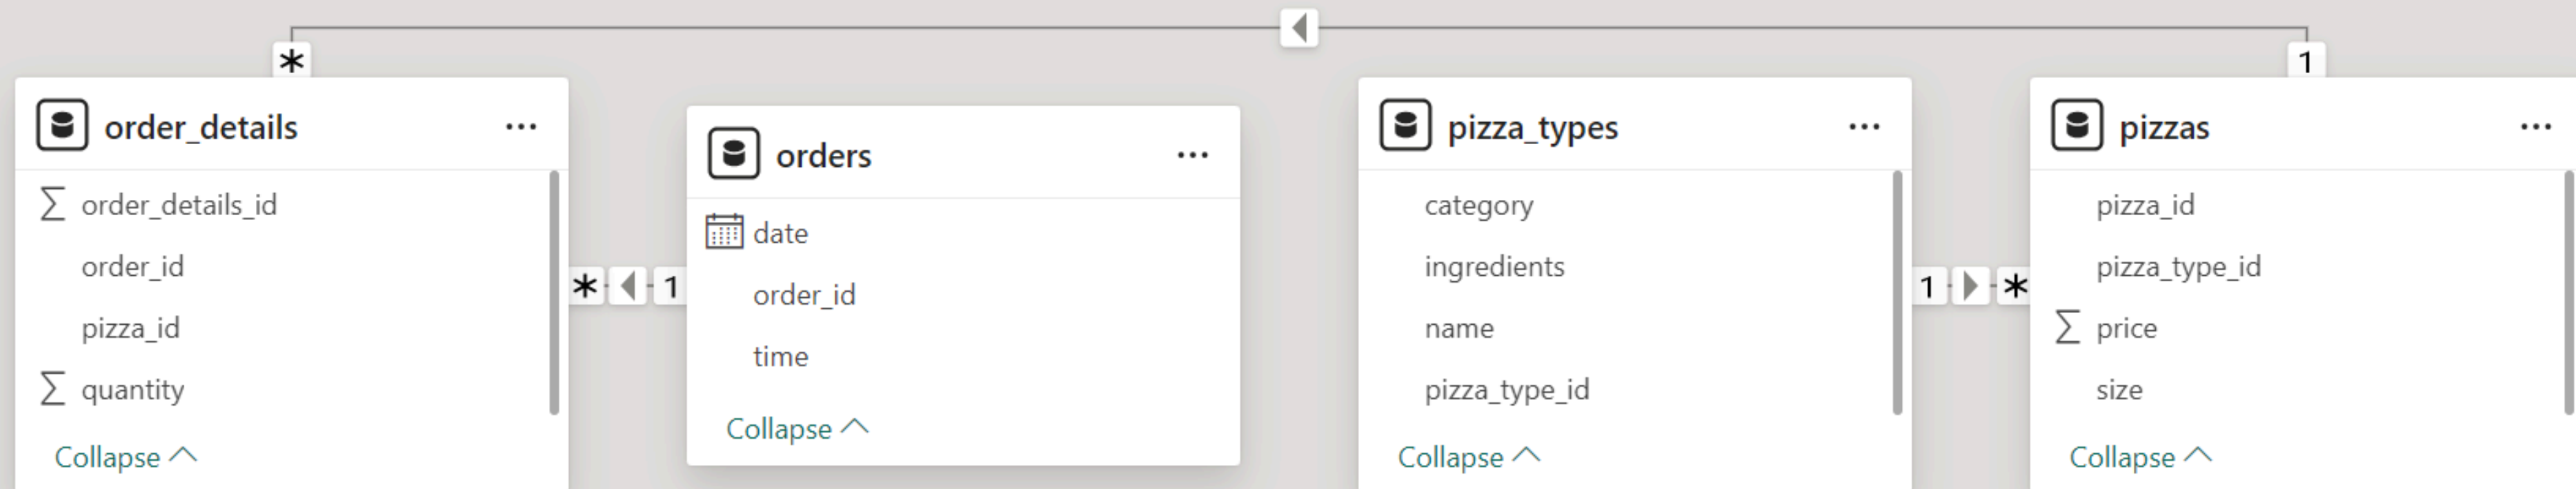 *
1
order_details
...
Σ order_details_id
order_id
pizza_id
Σ quantity
Collapse
* 1
orders
...
date
order_id
time
Collapse
pizza_types
...
category
ingredients
name
pizza_type_id
Collapse
1 *
pizzas
...
pizza_id
pizza_type_id
Σ price
size
Collapse